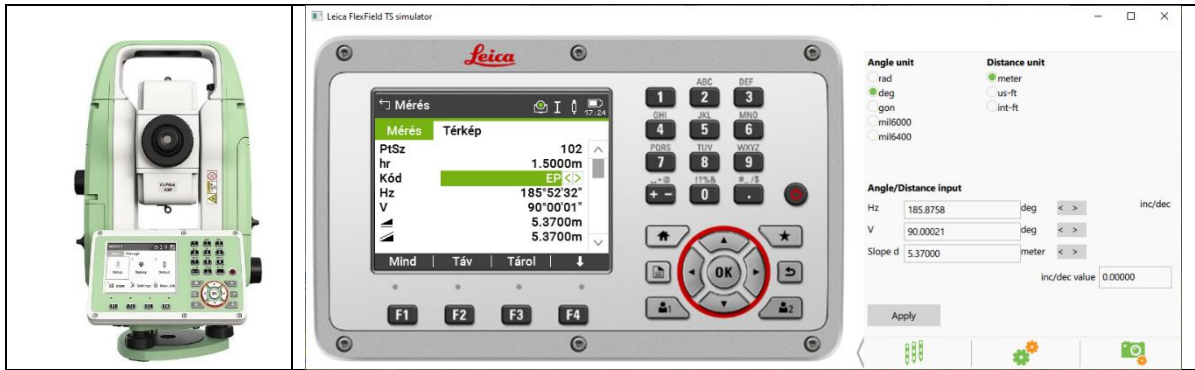 Leica FlexField TS simulator
Leica
Mérés
17:24
Mérés Térkép
PtSz 102
hr 1.5000m
Kód EP
Hz 185°52'32"
V 90°00'01"
5.3700m
5.3700m
Mind Táv Tárol
F1 F2 F3 F4
ABC DEF
1 2 3
GHI JKL MNO
4 5 6
PQRS TUV WXYZ
7 8 9
!?%& #_/$
+ - 0 .
OK
1 2
Angle unit Distance unit
rad meter
deg us-ft
gon int-ft
mil6000
mil6400
Angle/Distance input
Hz 185.8758 deg < > inc/dec
V 90.00021 deg < >
Slope d 5.37000 meter < >
inc/dec value 0.00000
Apply